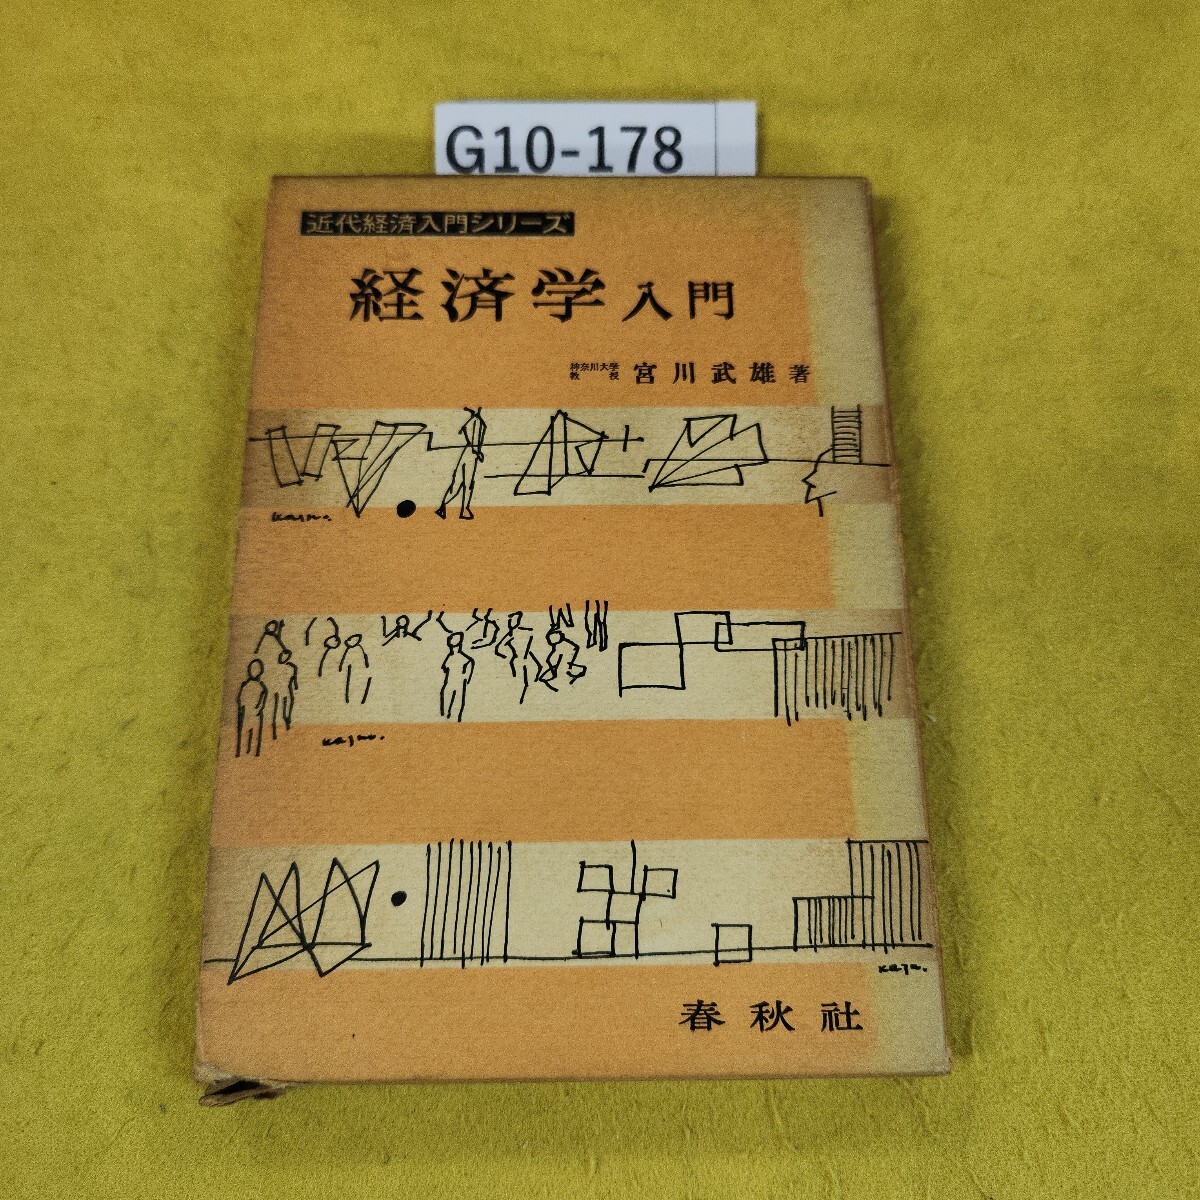 G10-178
近代経済入門シリーズ
経済学入門
神奈川大学教授 宮川武雄著
春秋社